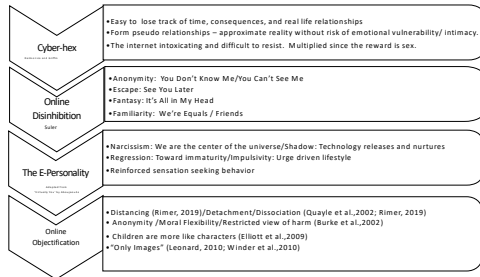 Cyber-hex
•Easy to lose track of time, consequences, and real life relationships
•Form pseudo relationships – approximate reality without risk of emotional vulnerability/ intimacy.
•The internet intoxicating and difficult to resist. Multiplied since the reward is sex.
Online
Disinhibition
Suler
•Anonymity: You Don't Know Me/You Can't See Me
•Escape: See You Later
•Fantasy: It's All in My Head
•Familiarity: We're Equals / Friends
The E-Personality
•Narcissism: We are the center of the universe/Shadow: Technology releases and nurtures
•Regression: Toward immaturity/Impulsivity: Urge driven lifestyle
•Reinforced sensation seeking behavior
Online
Objectification
•Distancing (Rimer, 2019)/Detachment/Dissociation (Quayle et al.,2002; Rimer, 2019)
•Anonymity /Moral Flexibility/Restricted view of harm (Burke et al.,2002)
•Children are more like characters (Elliott et al.,2009)
•"Only Images" (Leonard, 2010; Winder et al.,2010)